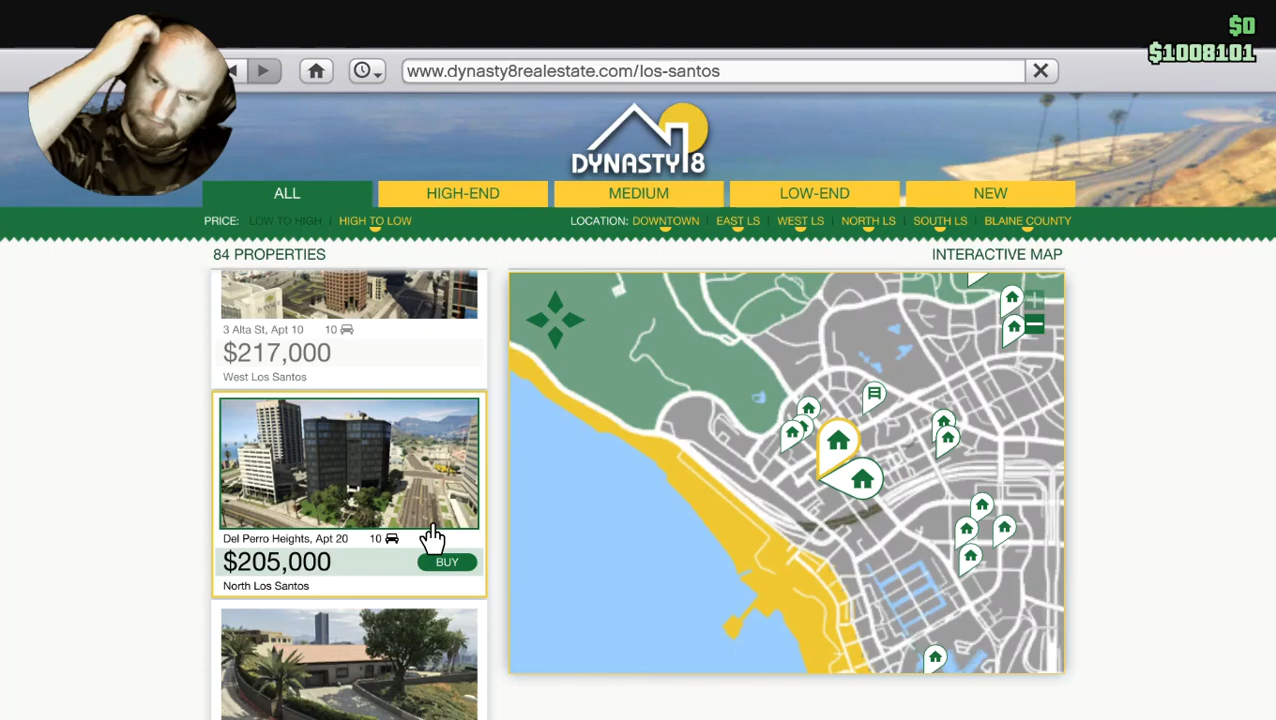 $0
$1008101
www.dynasty8realestate.com/los-santos
DYNASTY8
ALL
HIGH-END
MEDIUM
LOW-END
NEW
PRICE: LOW TO HIGH | HIGH TO LOW
LOCATION: DOWNTOWN | EAST LS | WEST LS | NORTH LS | SOUTH LS | BLAINE COUNTY
84 PROPERTIES
INTERACTIVE MAP
3 Alta St, Apt 10 10
$217,000
West Los Santos
Del Perro Heights, Apt 20 10
$205,000
BUY
North Los Santos